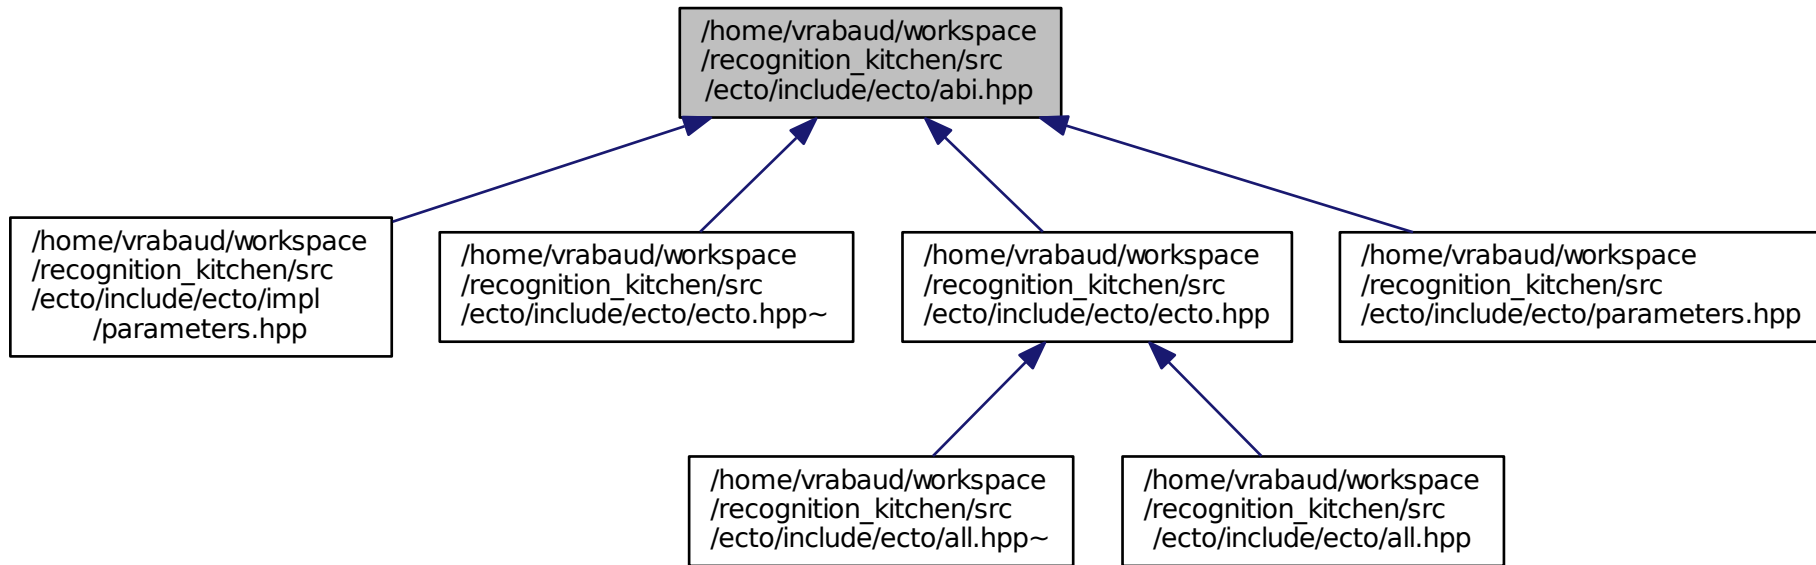 /home/vrabaud/workspace
/recognition_kitchen/src
/ecto/include/ecto/abi.hpp
/home/vrabaud/workspace
/recognition_kitchen/src
/ecto/include/ecto/impl
/parameters.hpp
/home/vrabaud/workspace
/recognition_kitchen/src
/ecto/include/ecto/ecto.hpp~
/home/vrabaud/workspace
/recognition_kitchen/src
/ecto/include/ecto/ecto.hpp
/home/vrabaud/workspace
/recognition_kitchen/src
/ecto/include/ecto/parameters.hpp
/home/vrabaud/workspace
/recognition_kitchen/src
/ecto/include/ecto/all.hpp~
/home/vrabaud/workspace
/recognition_kitchen/src
/ecto/include/ecto/all.hpp